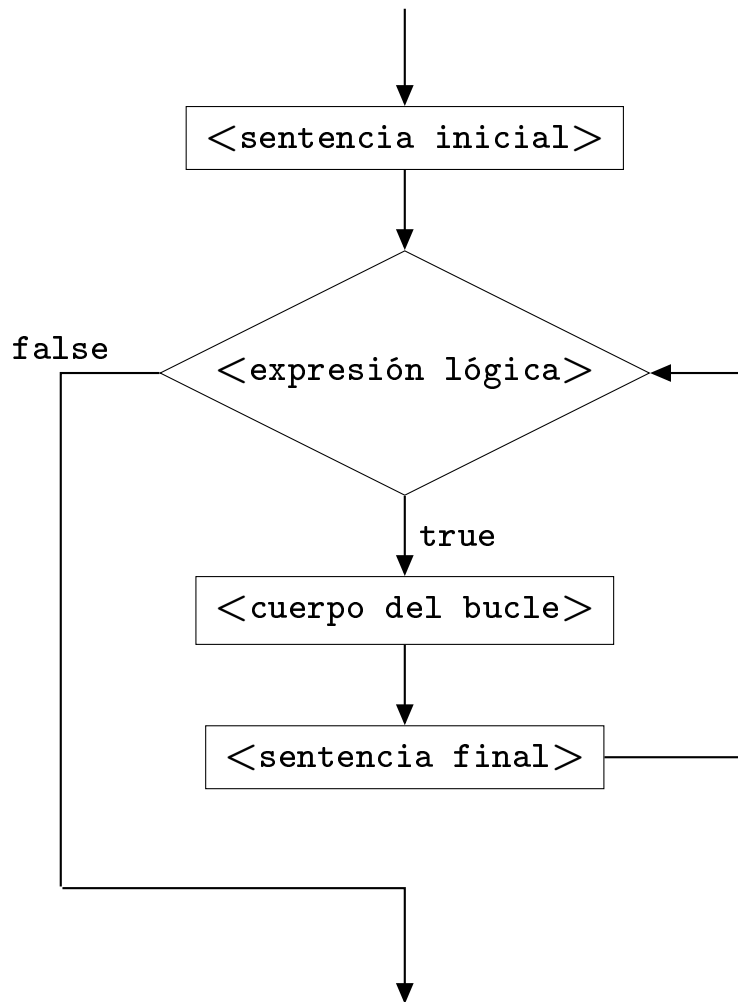 <sentencia inicial>
false
<expresión lógica>
true
<cuerpo del bucle>
<sentencia final>